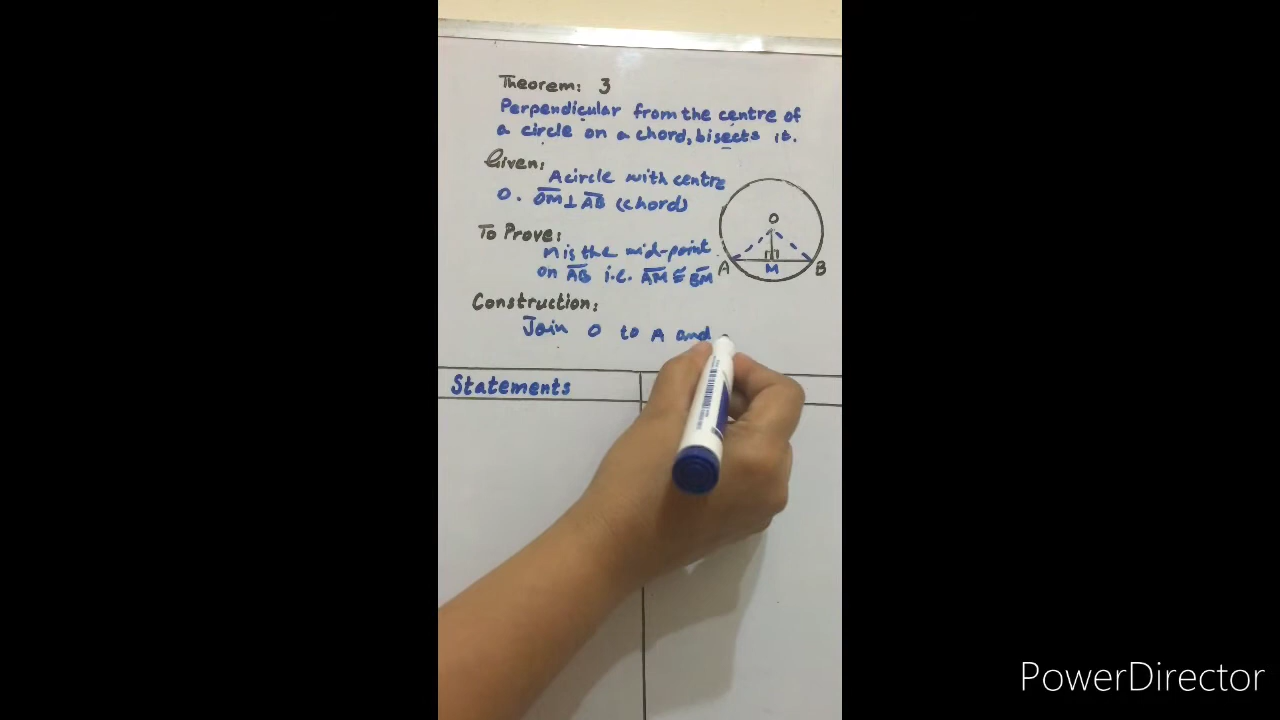 Theorem: 3
Perpendicular from the centre of
a circle on a chord, bisects it.
Given:
A circle with centre
O. OM ⊥ AB (chord)
To Prove:
M is the mid-point
on AB i.e. AM ≅ BM
O
A M B
Construction:
Join O to A and
Statements
PowerDirector